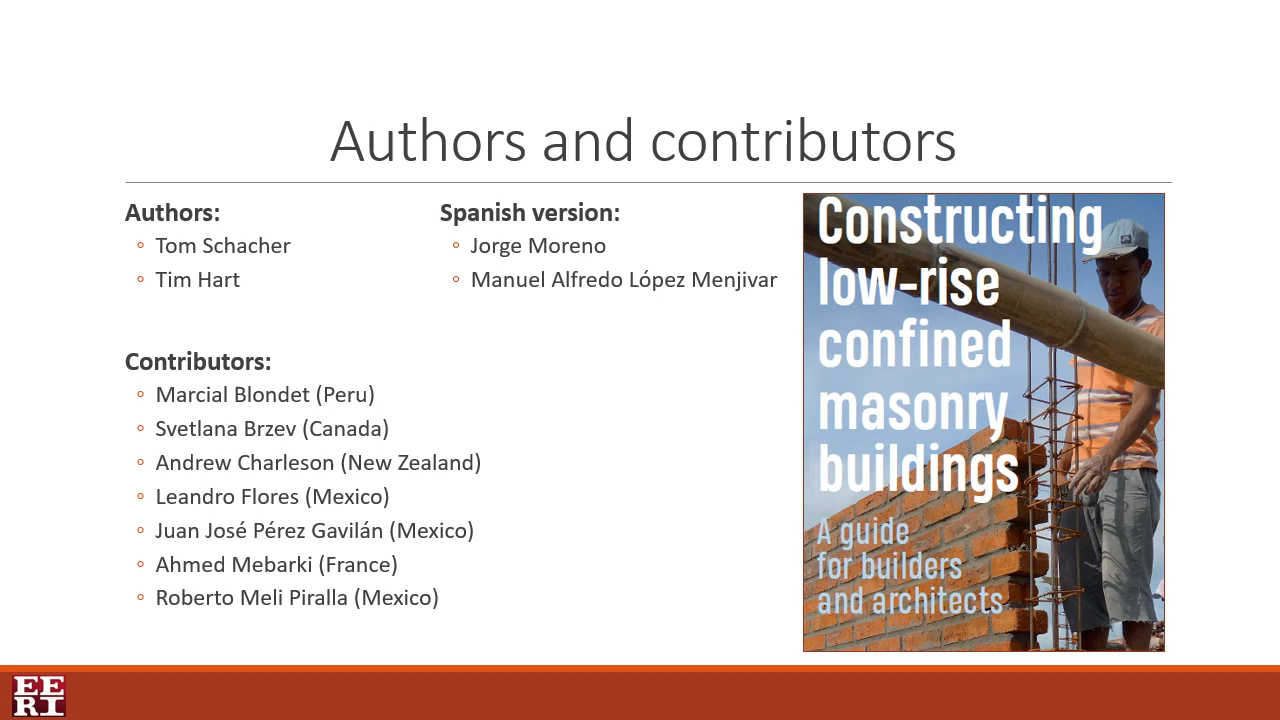 Authors and contributors
Authors:
◦ Tom Schacher
◦ Tim Hart
Spanish version:
◦ Jorge Moreno
◦ Manuel Alfredo López Menjivar
Contributors:
◦ Marcial Blondet (Peru)
◦ Svetlana Brzev (Canada)
◦ Andrew Charleson (New Zealand)
◦ Leandro Flores (Mexico)
◦ Juan José Pérez Gavilán (Mexico)
◦ Ahmed Mebarki (France)
◦ Roberto Meli Piralla (Mexico)
Constructing
low-rise
confined
masonry
buildings
A guide
for builders
and architects
EE
RI